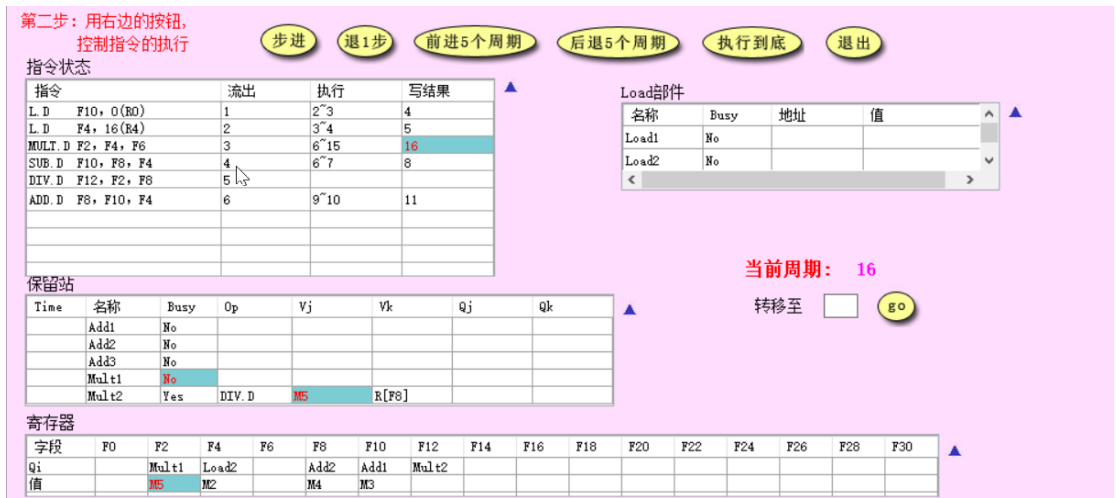 第二步：用右边的按钮，
控制指令的执行
步进 退1步 前进5个周期 后退5个周期 执行到底 退出
指令状态
指令 流出 执行 写结果
L.D F10, 0(R0) 1 2~3 4
L.D F4, 16(R4) 2 3~4 5
MULT.D F2, F4, F6 3 6~15 16
SUB.D F10, F8, F4 4 6~7 8
DIV.D F12, F2, F8 5
ADD.D F8, F10, F4 6 9~10 11
Load部件
名称 Busy 地址 值
Load1 No
Load2 No
当前周期： 16
转移至 go
保留站
Time 名称 Busy Op Vj Vk Qj Qk
Add1 No
Add2 No
Add3 No
Mult1 No
Mult2 Yes DIV.D M5 R[F8]
寄存器
字段 F0 F2 F4 F6 F8 F10 F12 F14 F16 F18 F20 F22 F24 F26 F28 F30
Qi Mult1 Load2 Add2 Add1 Mult2
值 M5 M2 M4 M3